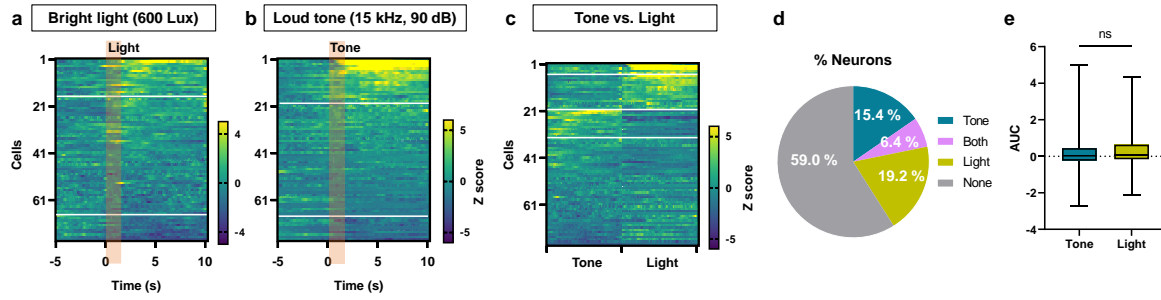 a
Bright light (600 Lux)
Light
1
21
41
61
Cells
-5
0
5
10
Time (s)
4
0
-4
b
Loud tone (15 kHz, 90 dB)
Tone
1
21
41
61
Cells
-5
0
5
10
Time (s)
5
0
-5
Z score
c
Tone vs. Light
1
21
41
61
Cells
Tone
Light
5
0
-5
Z score
d
% Neurons
15.4 %
6.4 %
19.2 %
59.0 %
Tone
Both
Light
None
e
ns
6
4
2
0
-2
-4
AUC
Tone
Light